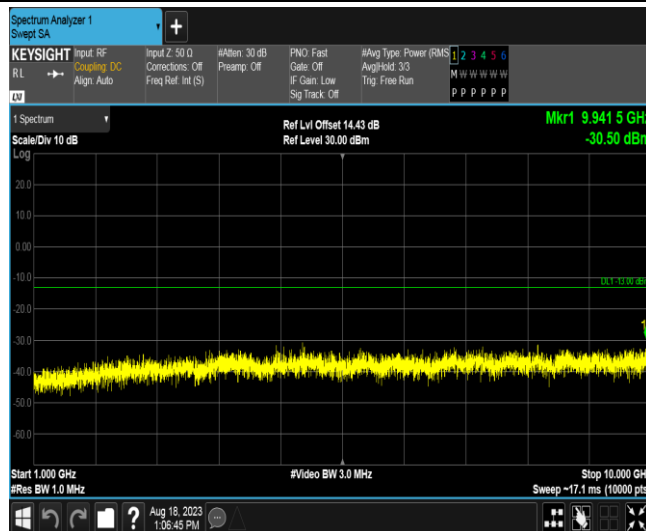 Spectrum Analyzer 1
Swept SA
+
KEYSIGHT Input: RF Input Z: 50 Ω #Atten: 30 dB PNO: Fast #Avg Type: Power (RMS 1 2 3 4 5 6
RL Coupling: DC Corrections: Off Preamp: Off Gate: Off Avg|Hold: 3/3 M W W W W W
Align: Auto Freq Ref: Int (S) IF Gain: Low Trig: Free Run
Sig Track: Off P P P P P P
LXI
1 Spectrum Ref Lvl Offset 14.43 dB Mkr1 9.941 5 GHz
Scale/Div 10 dB Ref Level 30.00 dBm -30.50 dBm
Log
20.0
10.0
0.00
-10.0
DL1 -13.00 dBm
-20.0
1
-30.0
-40.0
-50.0
-60.0
Start 1.000 GHz #Video BW 3.0 MHz Stop 10.000 GHz
#Res BW 1.0 MHz Sweep ~17.1 ms (10000 pts
? Aug 18, 2023
1:06:45 PM